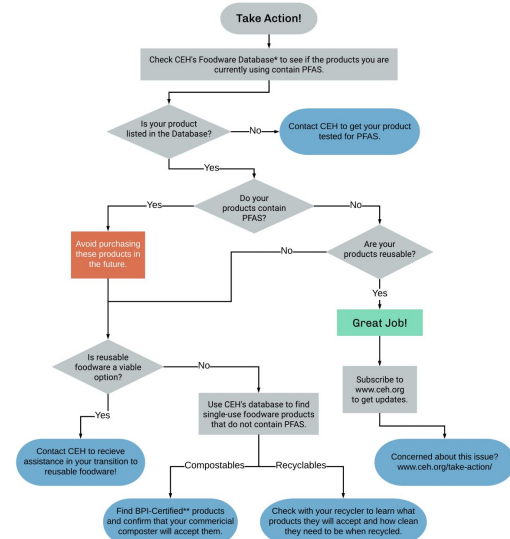 Take Action!
Check CEH's Foodware Database* to see if the products you are
currently using contain PFAS.
Is your product
listed in the Database?
No
Contact CEH to get your product
tested for PFAS.
Yes
Do your
products contain
PFAS?
Yes
No
Avoid purchasing
these products in
the future.
Are your
products reusable?
No
Yes
Great Job!
Is reusable
foodware a viable
option?
No
Yes
Use CEH's database to find
single-use foodware products
that do not contain PFAS.
Subscribe to
www.ceh.org
to get updates.
Contact CEH to recieve
assistance in your transition to
reusable foodware!
Compostables
Recyclables
Concerned about this issue?
www.ceh.org/take-action/
Find BPI-Certified** products
and confirm that your commericial
composter will accept them.
Check with your recycler to learn what
products they will accept and how clean
they need to be when recycled.